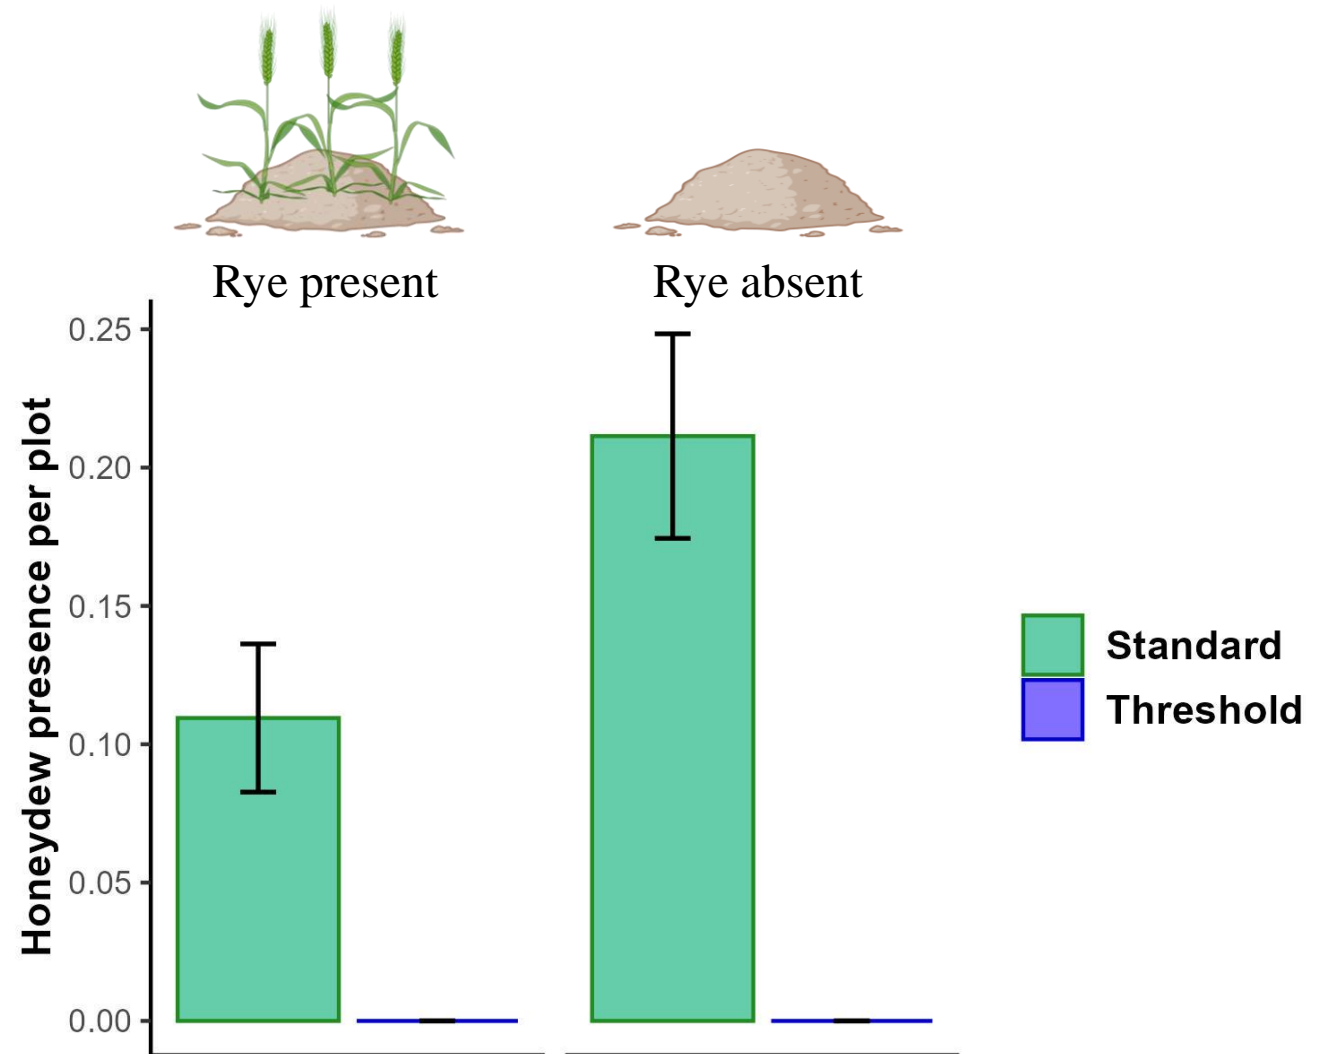 Rye present
Rye absent
Honeydew presence per plot
0.25
0.20
0.15
0.10
0.05
0.00
Standard
Threshold